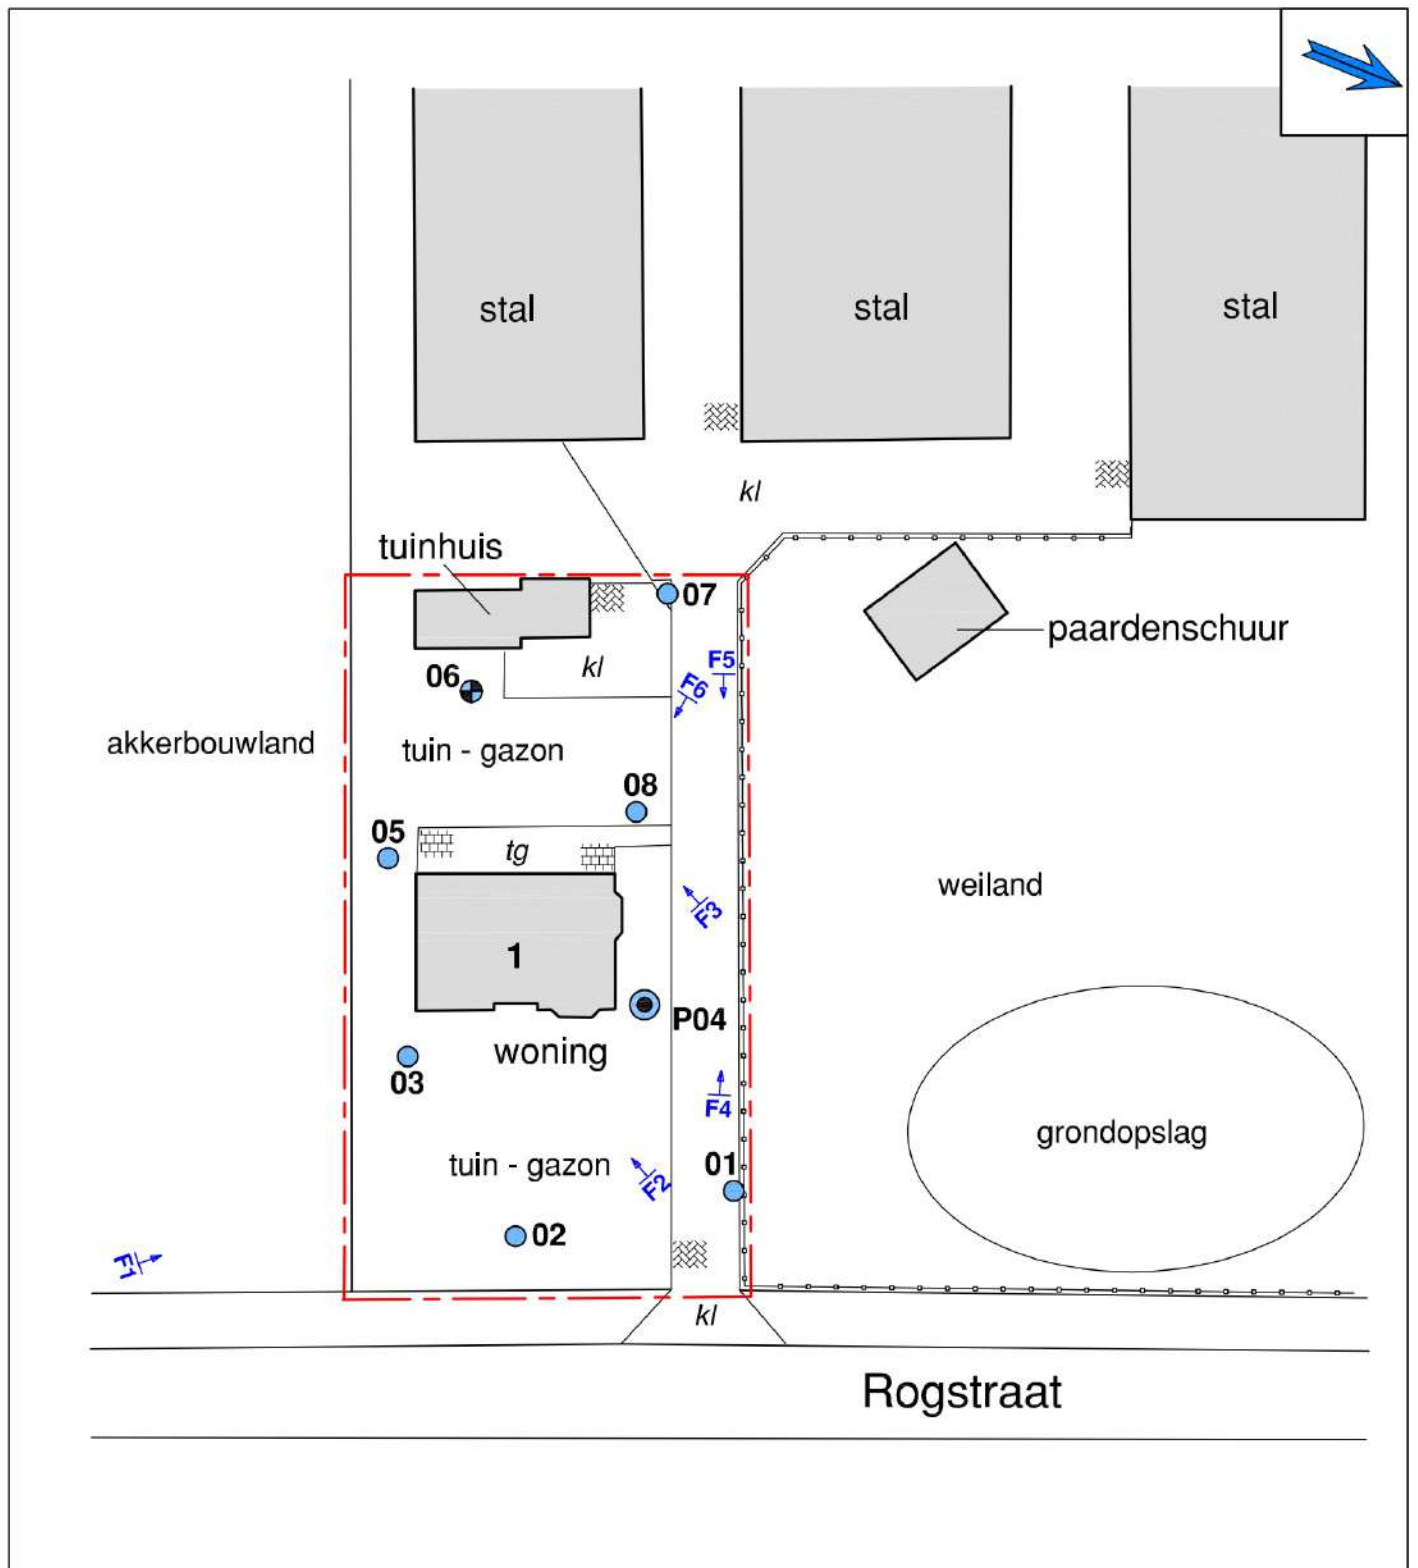 stal
stal
stal
kl
tuinhuis
07
paardenschuur
06
kl
F5
F6
akkerbouwland
tuin - gazon
08
05
tg
weiland
F3
1
P04
woning
03
F4
grondopslag
tuin - gazon
01
F2
02
F1
kl
Rogstraat